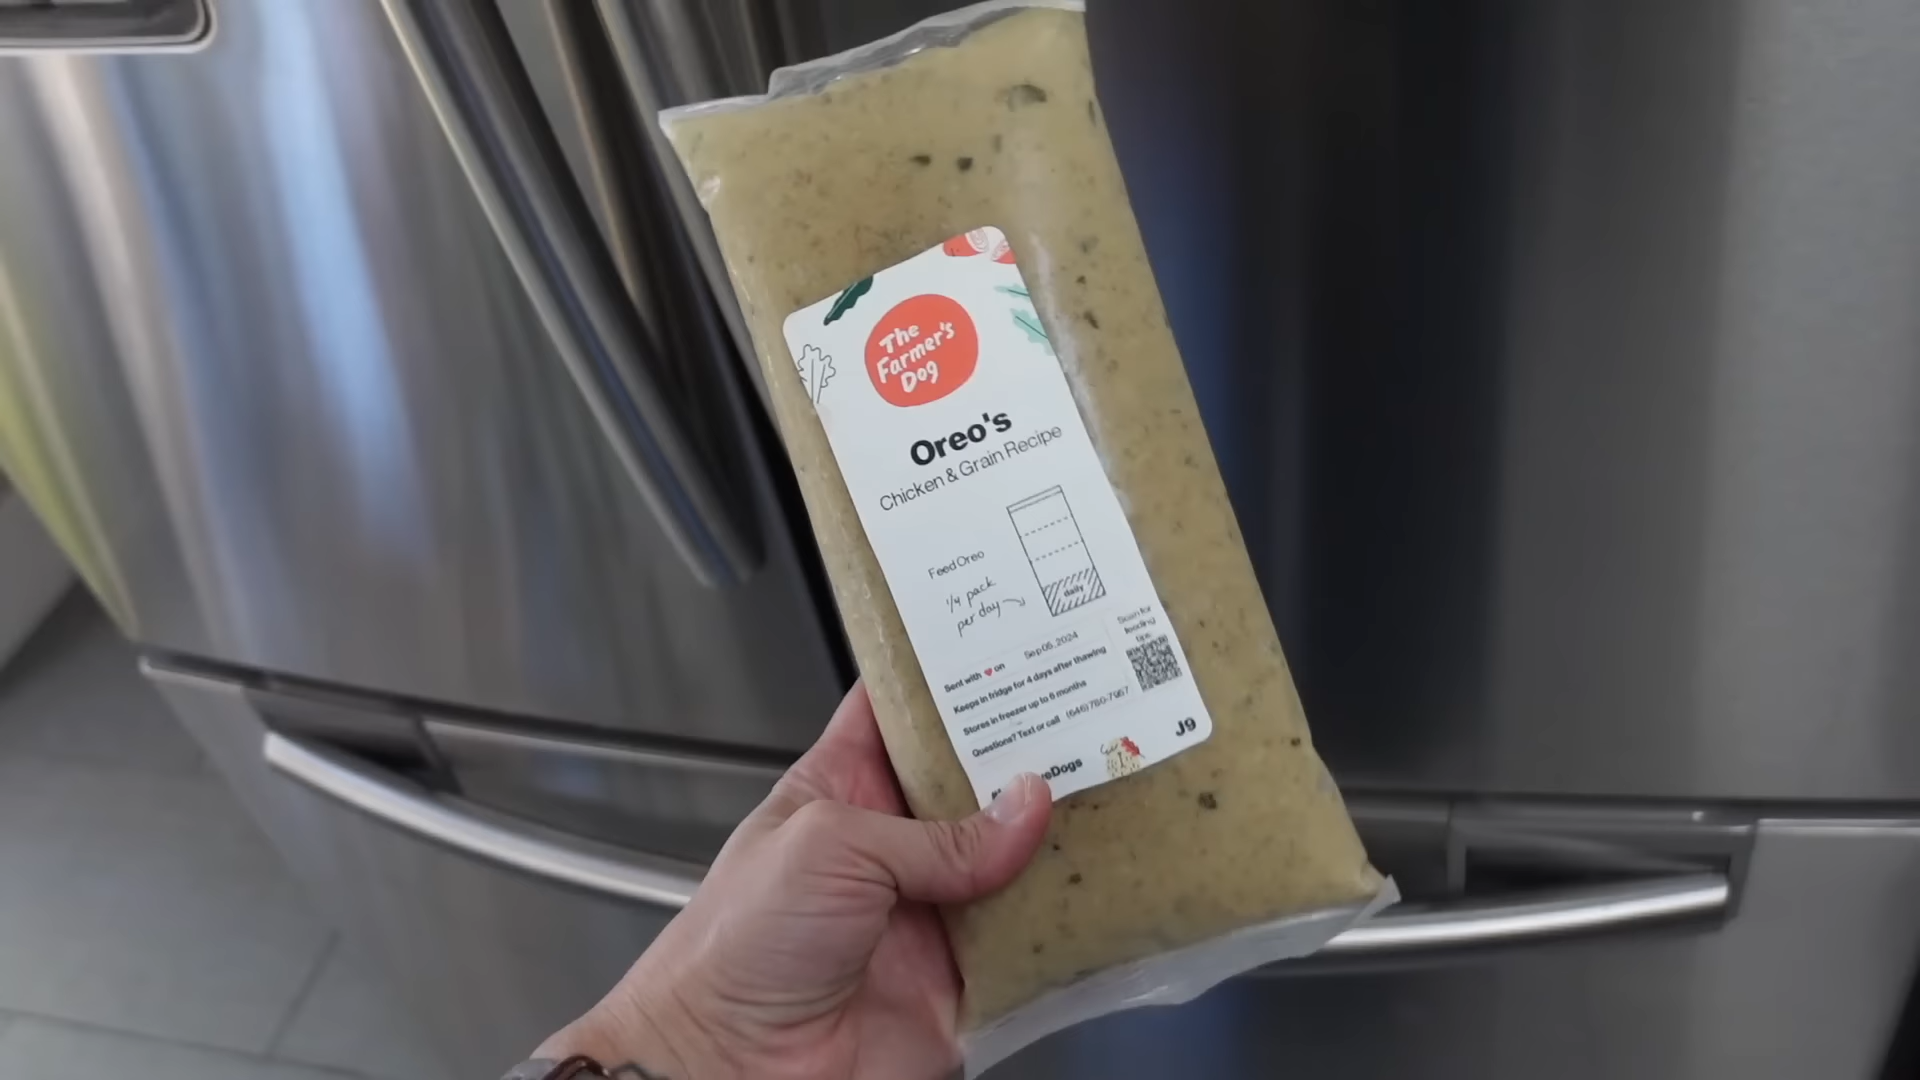 The
Farmer's
Dog
Oreo's
Chicken & Grain Recipe
Feed Oreo
1/4 pack
per day
daily
Sent with ♥ on Sep 05, 2024
Keeps in fridge for 4 days after thawing
Stores in freezer up to 6 months
Questions? Text or call (646) 780-7957
Scan for
feeding
tips
J9
veDogs